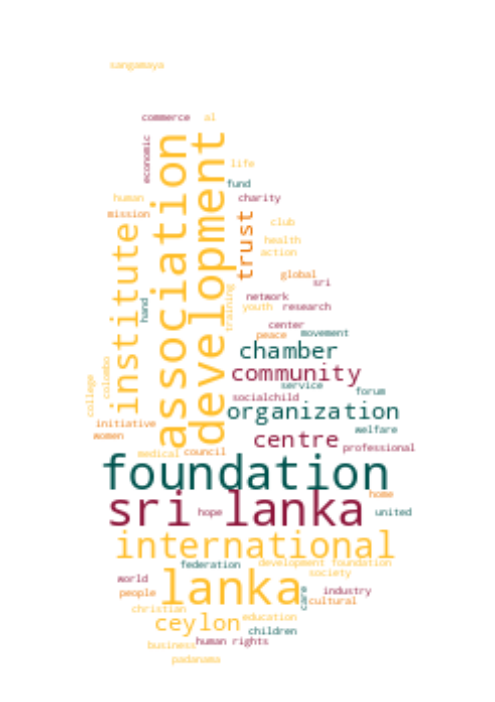 sangamaya
commerce
al
economic
association
development
life
fund
human
charity
mission
trust
club
institute
health
action
global
sri
hand
training
network
youth
research
center
peace
movement
chamber
colombo
college
community
service
socialchild
forum
organization
initiative
welfare
women
centre
professional
medical
council
foundation
home
sri lanka
hope
united
international
federation
development foundation
society
world
lanka
people
care
industry
cultural
christian
ceylon
education
children
business
human rights
padanama